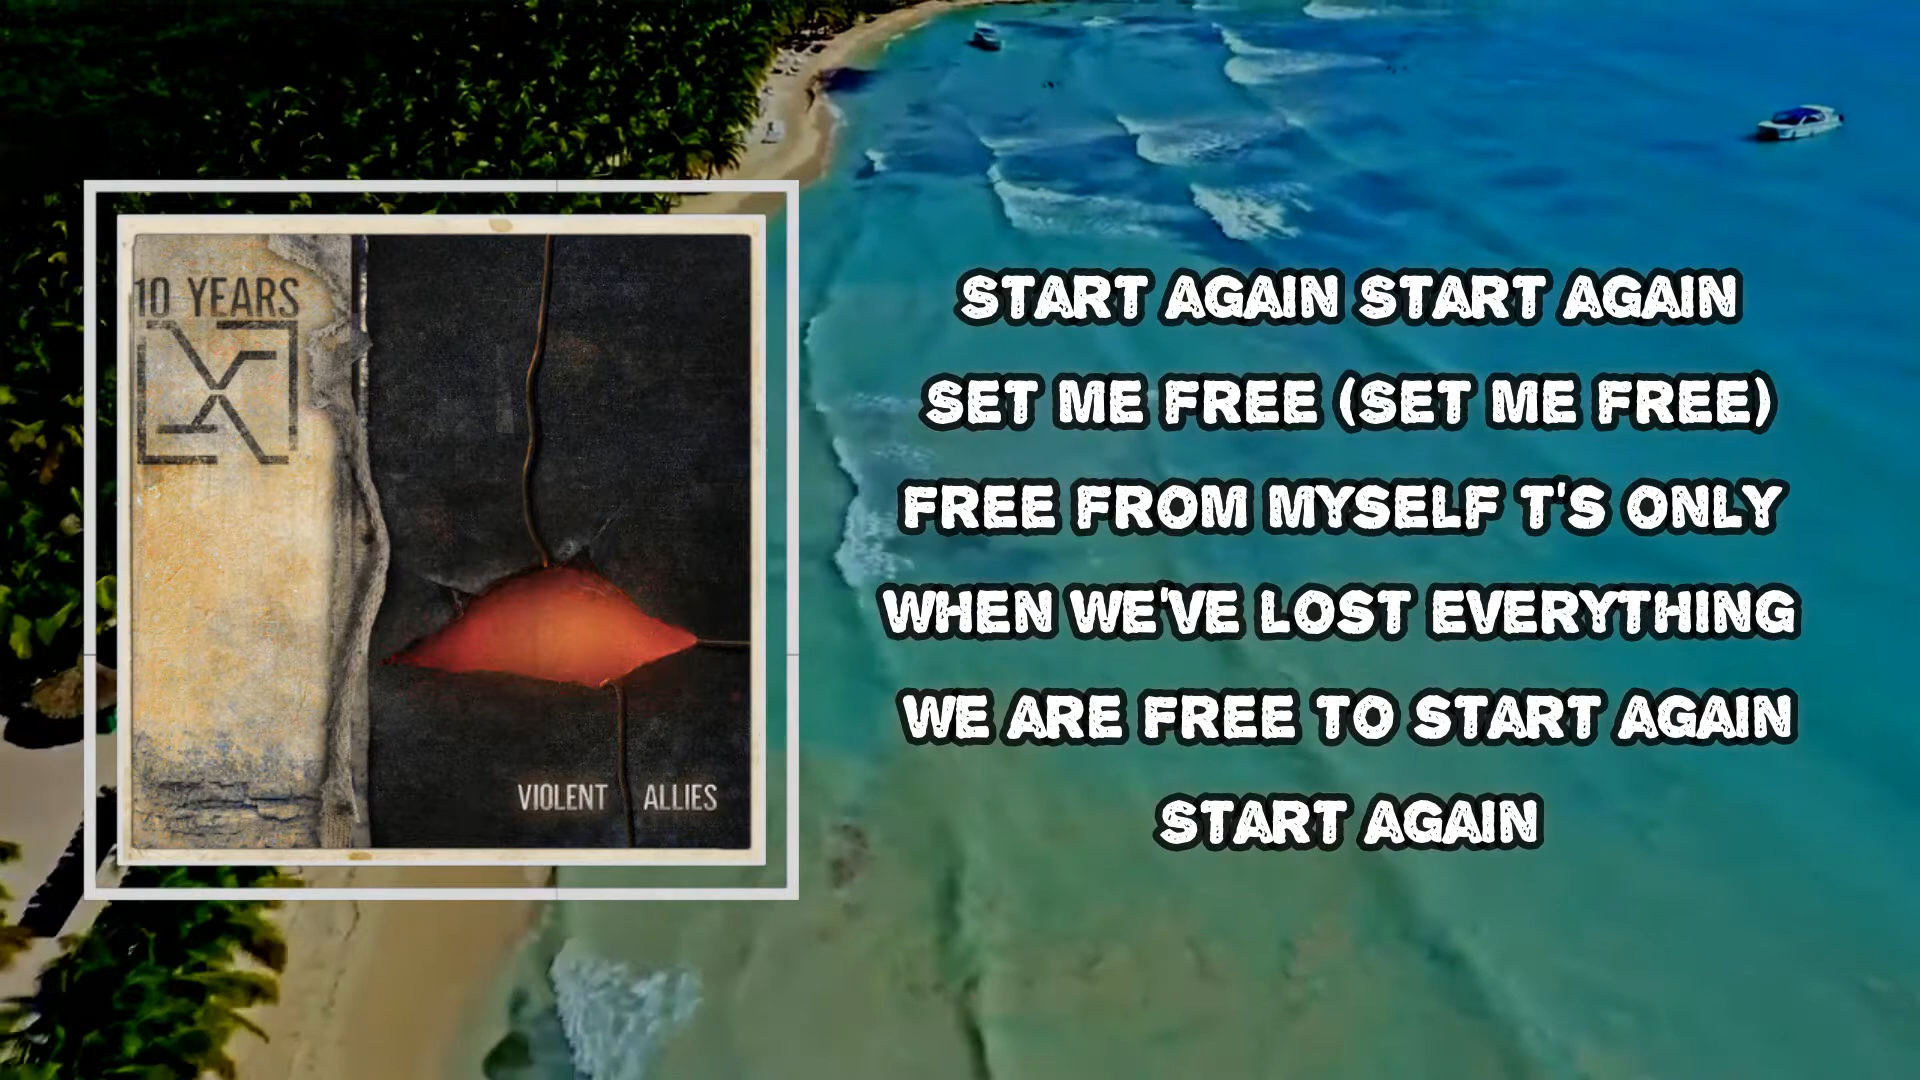 10 YEARS
VIOLENT ALLIES
START AGAIN START AGAIN
SET ME FREE (SET ME FREE)
FREE FROM MYSELF T'S ONLY
WHEN WE'VE LOST EVERYTHING
WE ARE FREE TO START AGAIN
START AGAIN